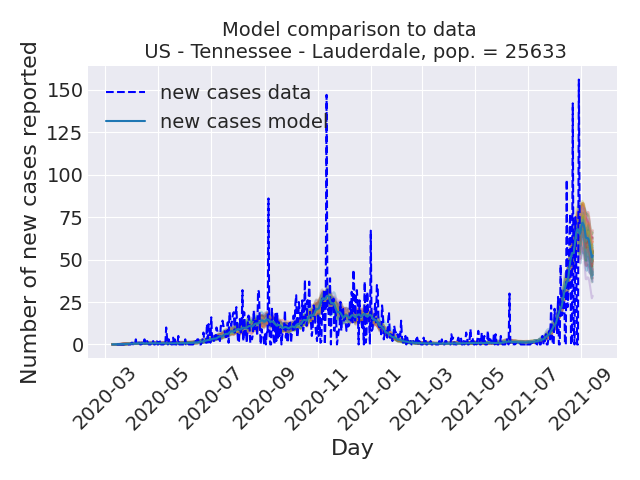 Model comparison to data
US - Tennessee - Lauderdale, pop. = 25633
Number of new cases reported
150
125
100
75
50
25
0
new cases data
new cases model
2020-03
2020-05
2020-07
2020-09
2020-11
2021-01
2021-03
2021-05
2021-07
2021-09
Day